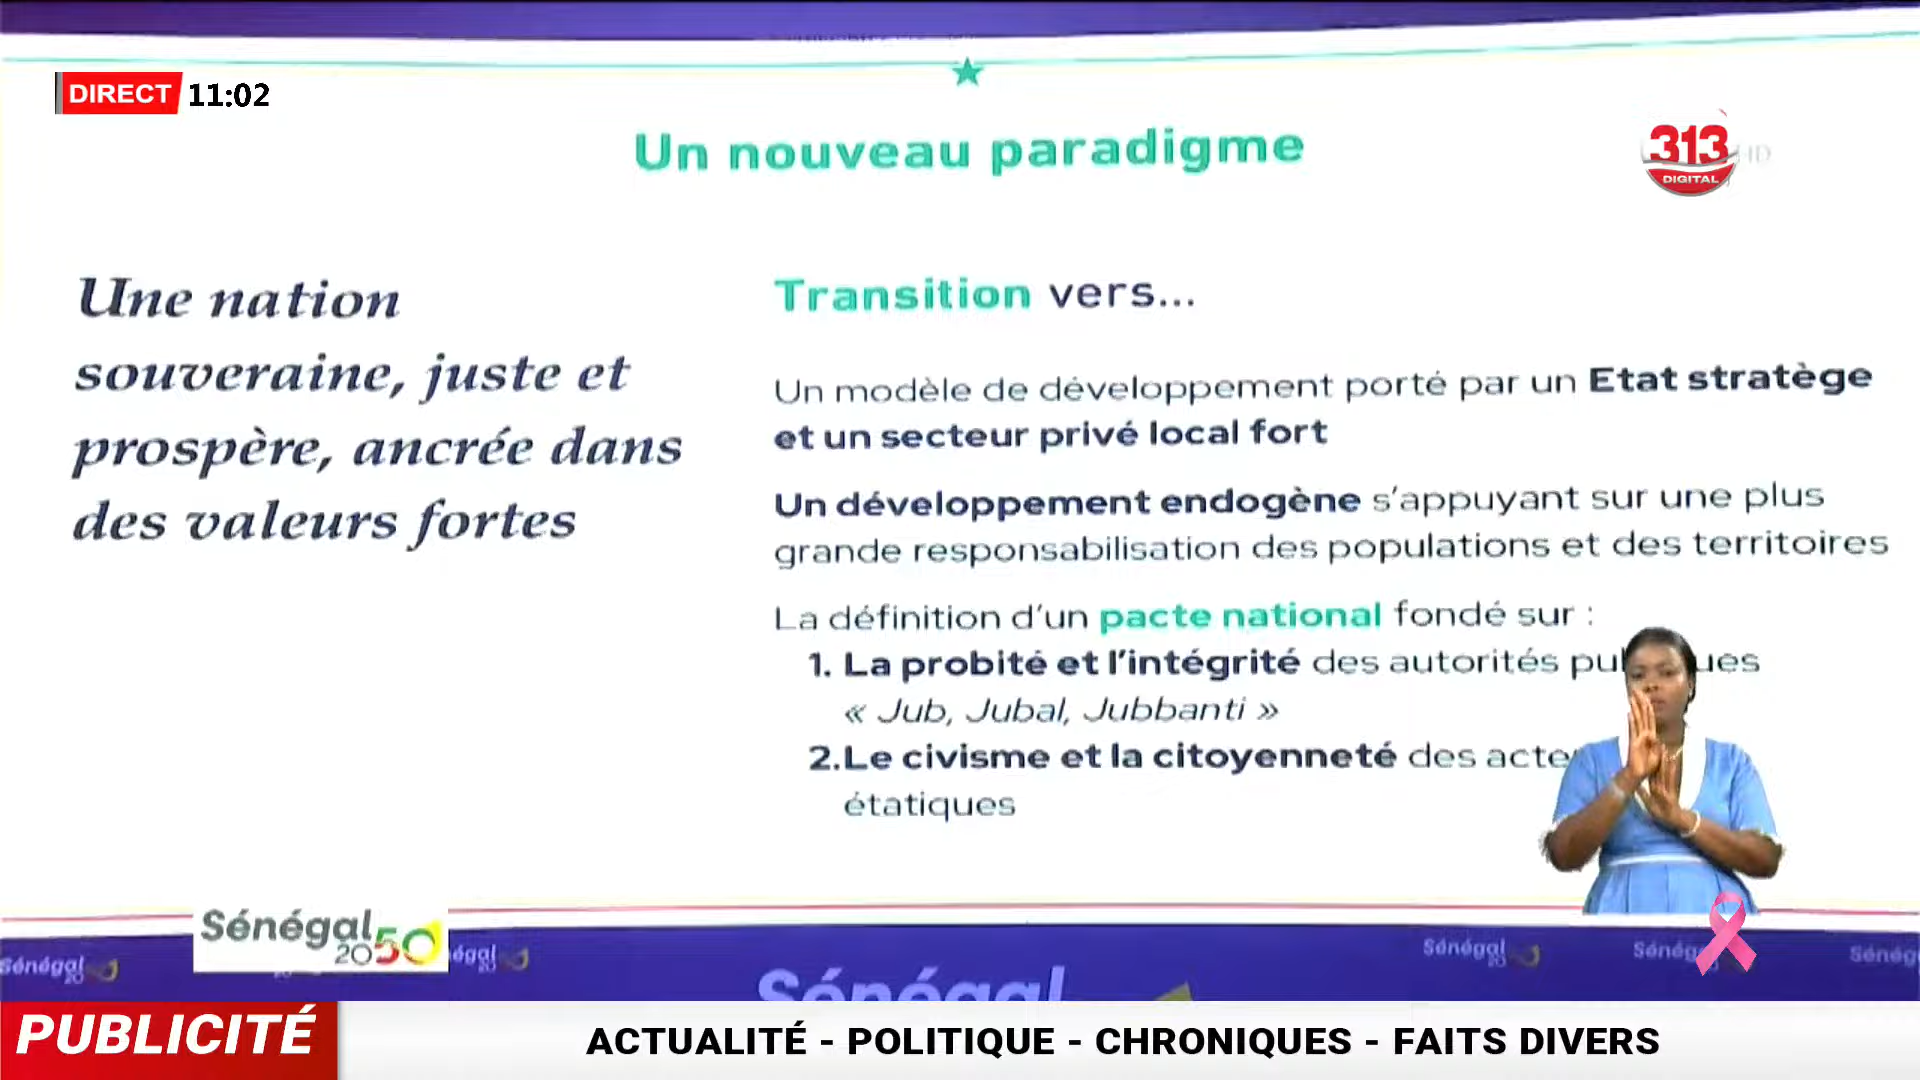 DIRECT 11:02
Un nouveau paradigme
313
HD
DIGITAL
Une nation
souveraine, juste et
prospère, ancrée dans
des valeurs fortes
Transition vers...
Un modèle de développement porté par un Etat stratège
et un secteur privé local fort
Un développement endogène s'appuyant sur une plus
grande responsabilisation des populations et des territoires
La définition d'un pacte national fondé sur :
1. La probité et l'intégrité des autorités
« Jub, Jubal, Jubbanti »
2.Le civisme et la citoyenneté des
étatiques
Sénégal
2050
Sénégal
Sénégal
Sénégal
PUBLICITÉ
ACTUALITÉ - POLITIQUE - CHRONIQUES - FAITS DIVERS